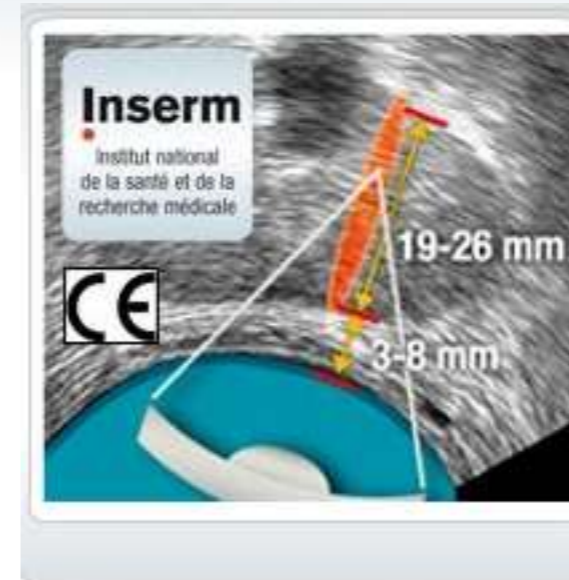 Inserm
Institut national
de la santé et de la
recherche médicale
CE
19-26 mm
3-8 mm